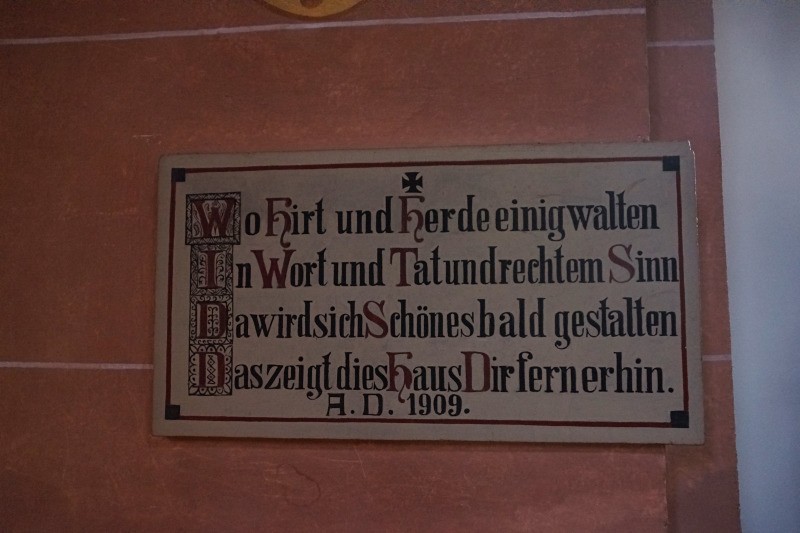 Wo Hirt und Herde einig walten
In Wort und Tat und rechtem Sinn
Da wird sich Schönes bald gestalten
Das zeigt dies Haus Dir fernerhin.
A. D. 1909.